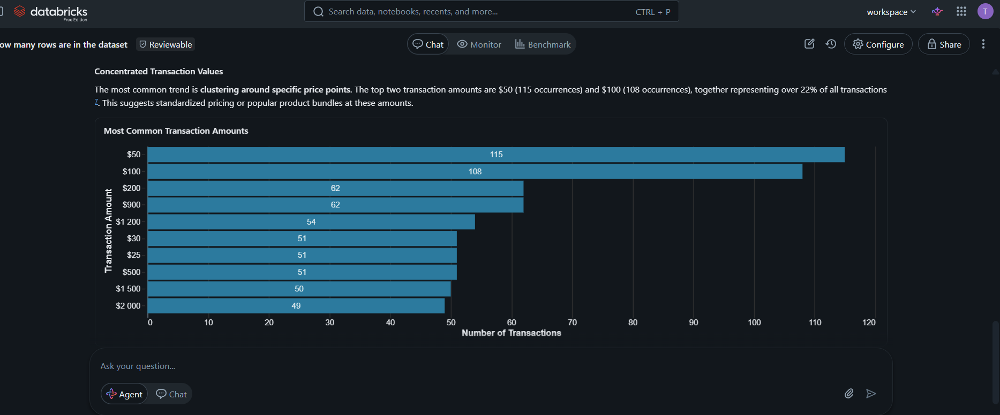 databricks
Free Edition
Search data, notebooks, recents, and more...
CTRL + P
workspace
T
ow many rows are in the dataset
Reviewable
Chat
Monitor
Benchmark
Configure
Share
Concentrated Transaction Values
The most common trend is clustering around specific price points. The top two transaction amounts are $50 (115 occurrences) and $100 (108 occurrences), together representing over 22% of all transactions
7. This suggests standardized pricing or popular product bundles at these amounts.
Most Common Transaction Amounts
Transaction Amount
$50 115
$100 108
$200 62
$900 62
$1 200 54
$30 51
$25 51
$500 51
$1 500 50
$2 000 49
0 10 20 30 40 50 60 70 80 90 100 110 120
Number of Transactions
Ask your question...
Agent
Chat